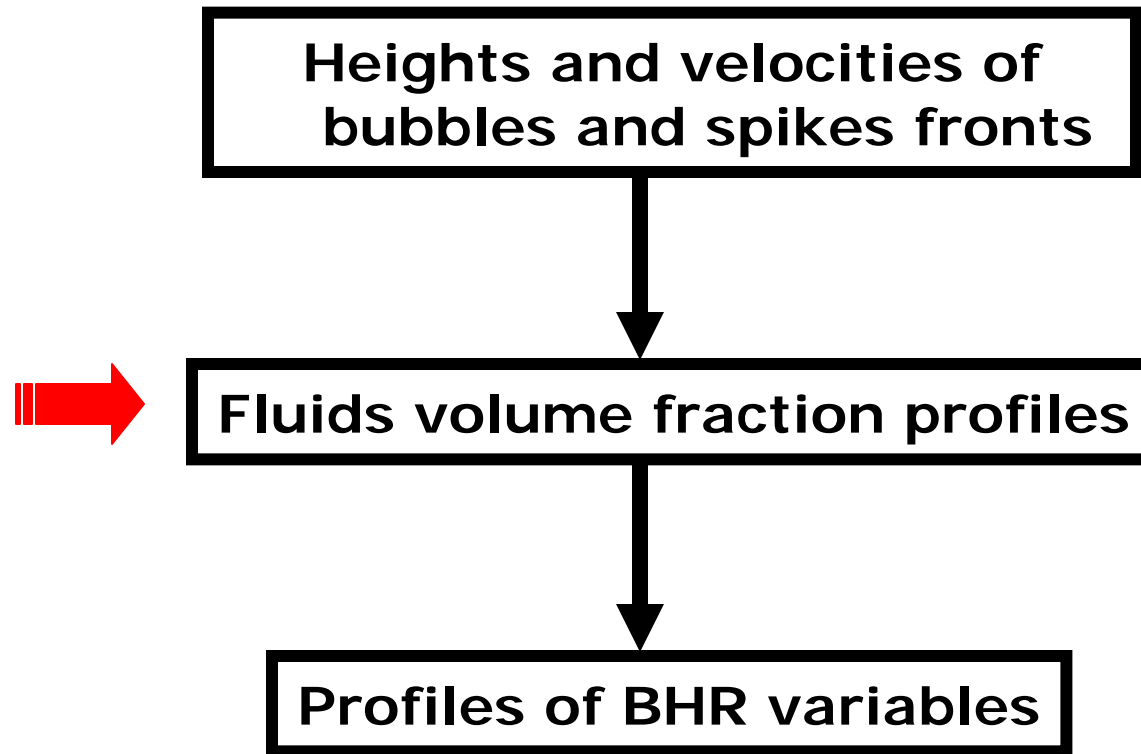 Heights and velocities of
bubbles and spikes fronts
Fluids volume fraction profiles
Profiles of BHR variables